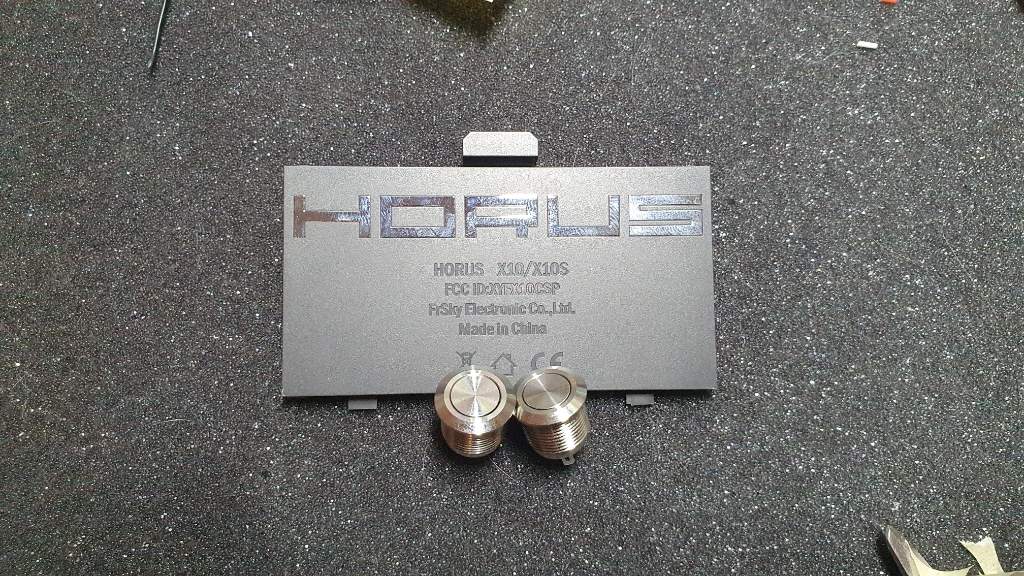 HORUS
HORUS X10/X10S
FCC ID:XYFX10CSP
FrSky Electronic Co.,Ltd.
Made in China
CE